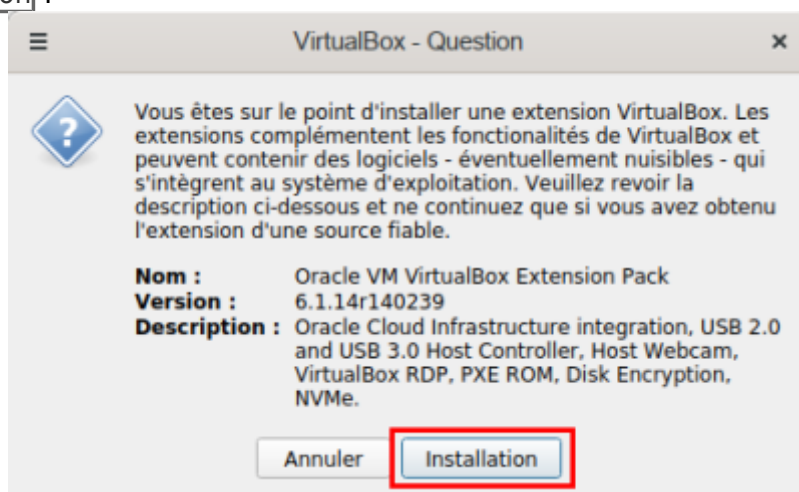 VirtualBox - Question
Vous êtes sur le point d'installer une extension VirtualBox. Les
extensions complémentent les fonctionalités de VirtualBox et
peuvent contenir des logiciels - éventuellement nuisibles - qui
s'intègrent au système d'exploitation. Veuillez revoir la
description ci-dessous et ne continuez que si vous avez obtenu
l'extension d'une source fiable.
Nom : Oracle VM VirtualBox Extension Pack
Version : 6.1.14r140239
Description : Oracle Cloud Infrastructure integration, USB 2.0
and USB 3.0 Host Controller, Host Webcam,
VirtualBox RDP, PXE ROM, Disk Encryption,
NVMe.
Annuler Installation